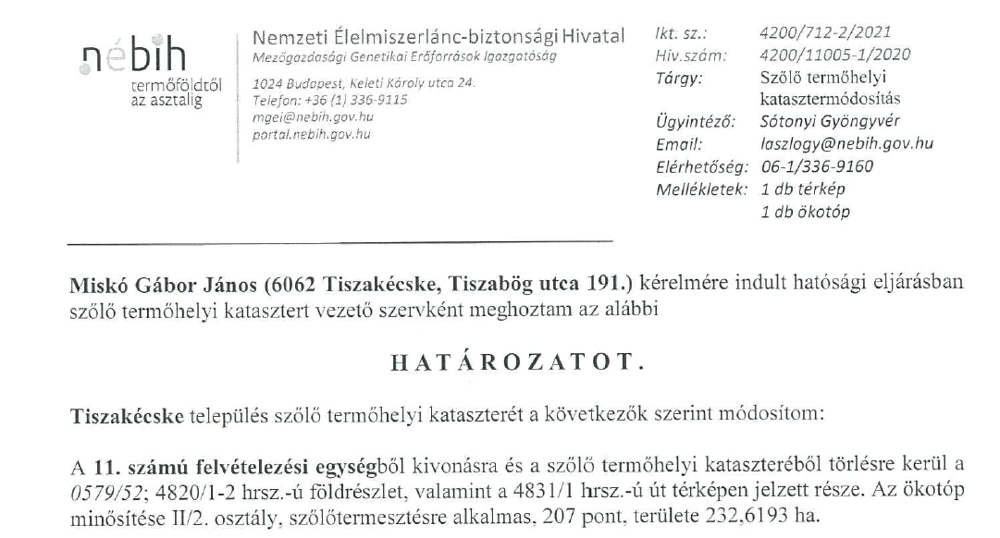 nébih
termőföldtől
az asztalig
Nemzeti Élelmiszerlánc-biztonsági Hivatal
Mezőgazdasági Genetikai Erőforrások Igazgatóság
1024 Budapest, Keleti Károly utca 24.
Telefon: +36 (1) 336-9115
mgei@nebih.gov.hu
portal.nebih.gov.hu
Ikt. sz.: 4200/712-2/2021
Hiv.szám: 4200/11005-1/2020
Tárgy: Szőlő termőhelyi
kataszteρmódosítás
Ügyintéző: Sótonyi Gyöngyvér
Email: laszlogy@nebih.gov.hu
Elérhetőség: 06-1/336-9160
Mellékletek: 1 db térkép
1 db ökotóp
Miskó Gábor János (6062 Tiszakécske, Tiszabög utca 191.) kérelmére indult hatósági eljárásban
szőlő termőhelyi katasztert vezető szervként meghoztam az alábbi
HATÁROZATOT.
Tiszakécske település szőlő termőhelyi kataszterét a következők szerint módosítom:
A 11. számú felvételezési egységből kivonásra és a szőlő termőhelyi kataszteréből törlésre kerül a
0579/52; 4820/1-2 hrsz.-ú földrészlet, valamint a 4831/1 hrsz.-ú út térképen jelzett része. Az ökotóp
minősítése II/2. osztály, szőlőtermesztésre alkalmas, 207 pont, területe 232,6193 ha.